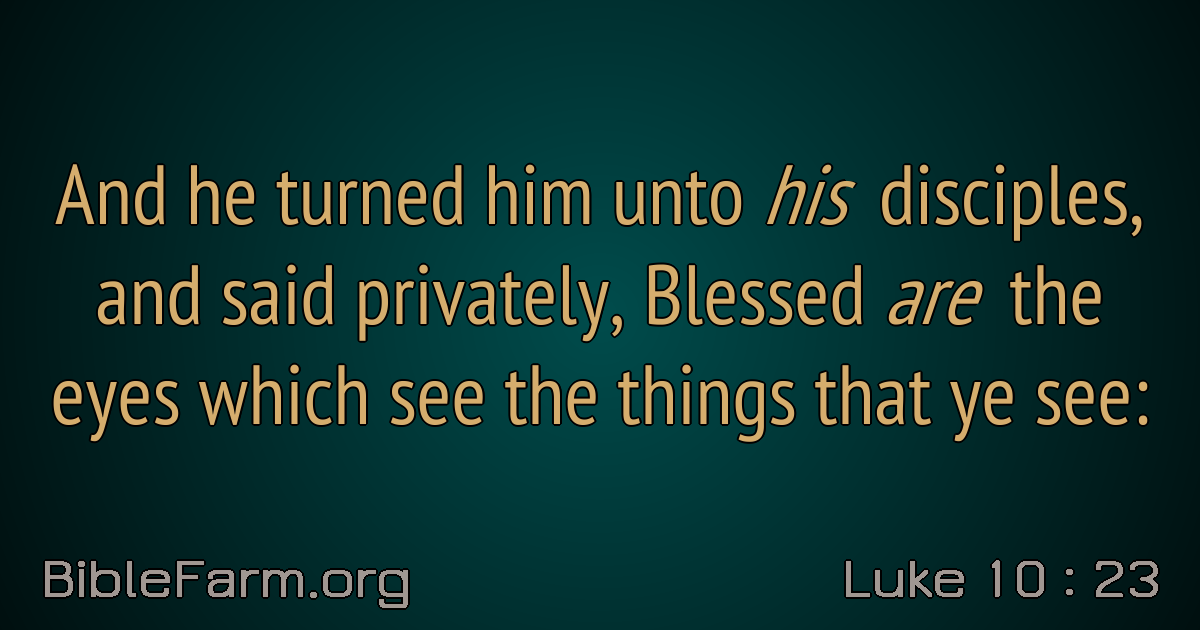 And he turned him unto his disciples,
and said privately, Blessed are the
eyes which see the things that ye see:
BibleFarm.org
Luke 10 : 23